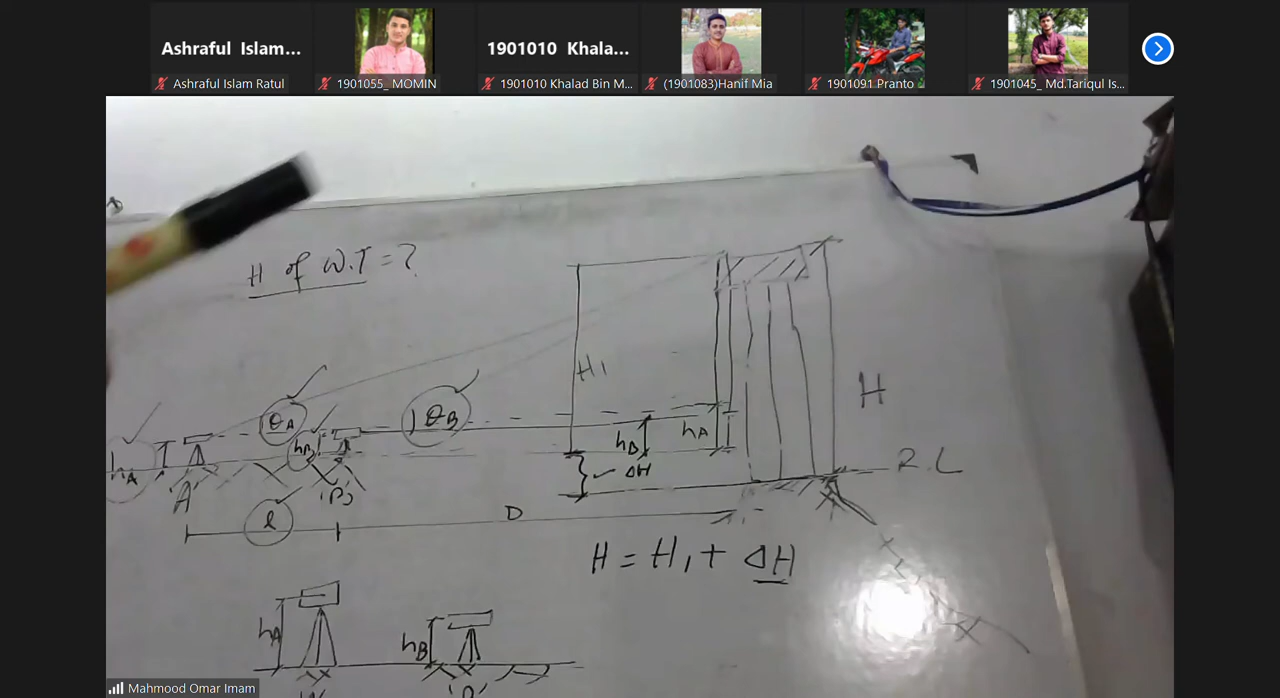 Ashraful Islam...
1901010 Khala...
Ashraful Islam Ratul
1901055_ MOMIN
1901010 Khalad Bin M...
(1901083)Hanif Mia
1901091 Pranto
1901045_ Md.Tariqul Is...
H of W.T = ?
H₁
H
θA
θB
hA
hB
hB
hA
ΔH
R.L
'A'
'B'
l
D
H = H₁ + ΔH
hA
hB
Mahmood Omar Imam